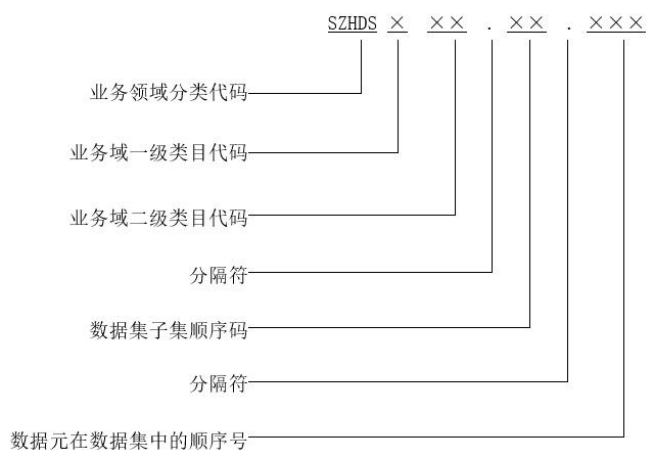 SZHDS × ×× . ×× . ×××
业务领域分类代码
业务域一级类目代码
业务域二级类目代码
分隔符
数据集子集顺序码
分隔符
数据元在数据集中的顺序号